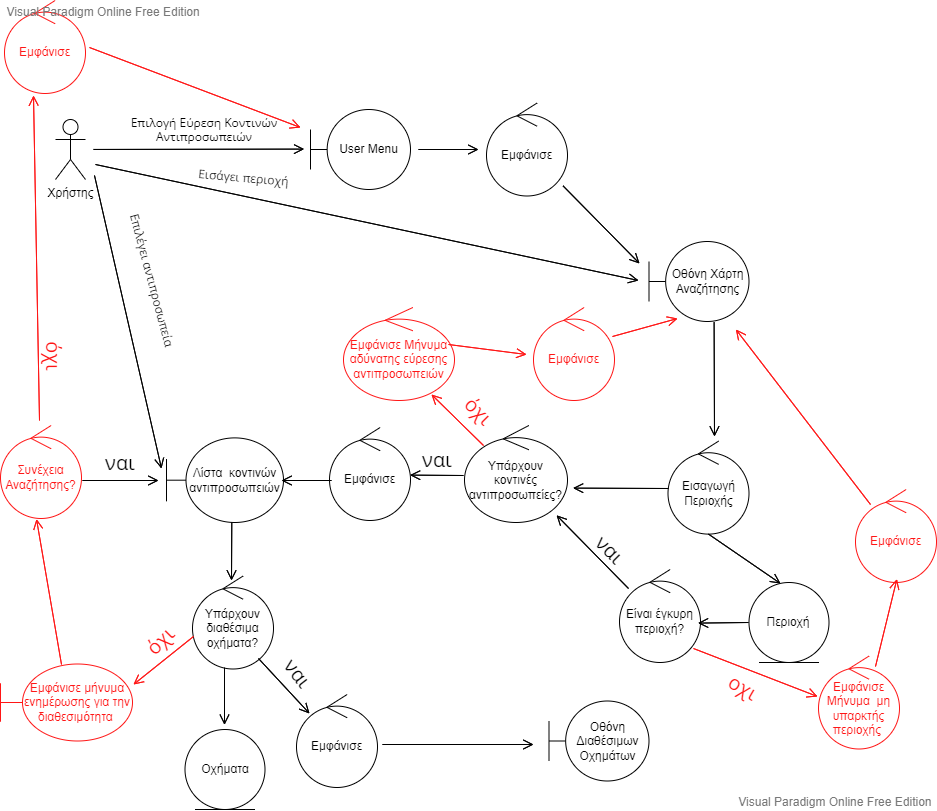 Visual Paradigm Online Free Edition
Εμφάνισε
Επιλογή Εύρεση Κοντινών
Αντιπροσωπειών
User Menu
Εμφάνισε
Χρήστης
Εισάγει περιοχή
Επιλέγει αντιπροσωπεία
Οθόνη Χάρτη
Αναζήτησης
Εμφάνισε Μήνυμα
αδύνατης εύρεσης
αντιπροσωπειών
Εμφάνισε
όχι
όχι
Συνέχεια
Αναζήτησης?
ναι
Λίστα κοντινών
αντιπροσωπειών
Εμφάνισε
ναι
Υπάρχουν
κοντινές
αντιπροσωπείες?
Εισαγωγή
Περιοχής
Εμφάνισε
ναι
Υπάρχουν
διαθέσιμα
οχήματα?
Είναι έγκυρη
περιοχή?
Περιοχή
όχι
ναι
οχι
Εμφάνισε μήνυμα
ενημέρωσης για την
διαθεσιμότητα
Εμφάνισε
Μήνυμα μη
υπαρκτής
περιοχής
Οχήματα
Εμφάνισε
Οθόνη
Διαθέσιμων
Οχημάτων
Visual Paradigm Online Free Edition